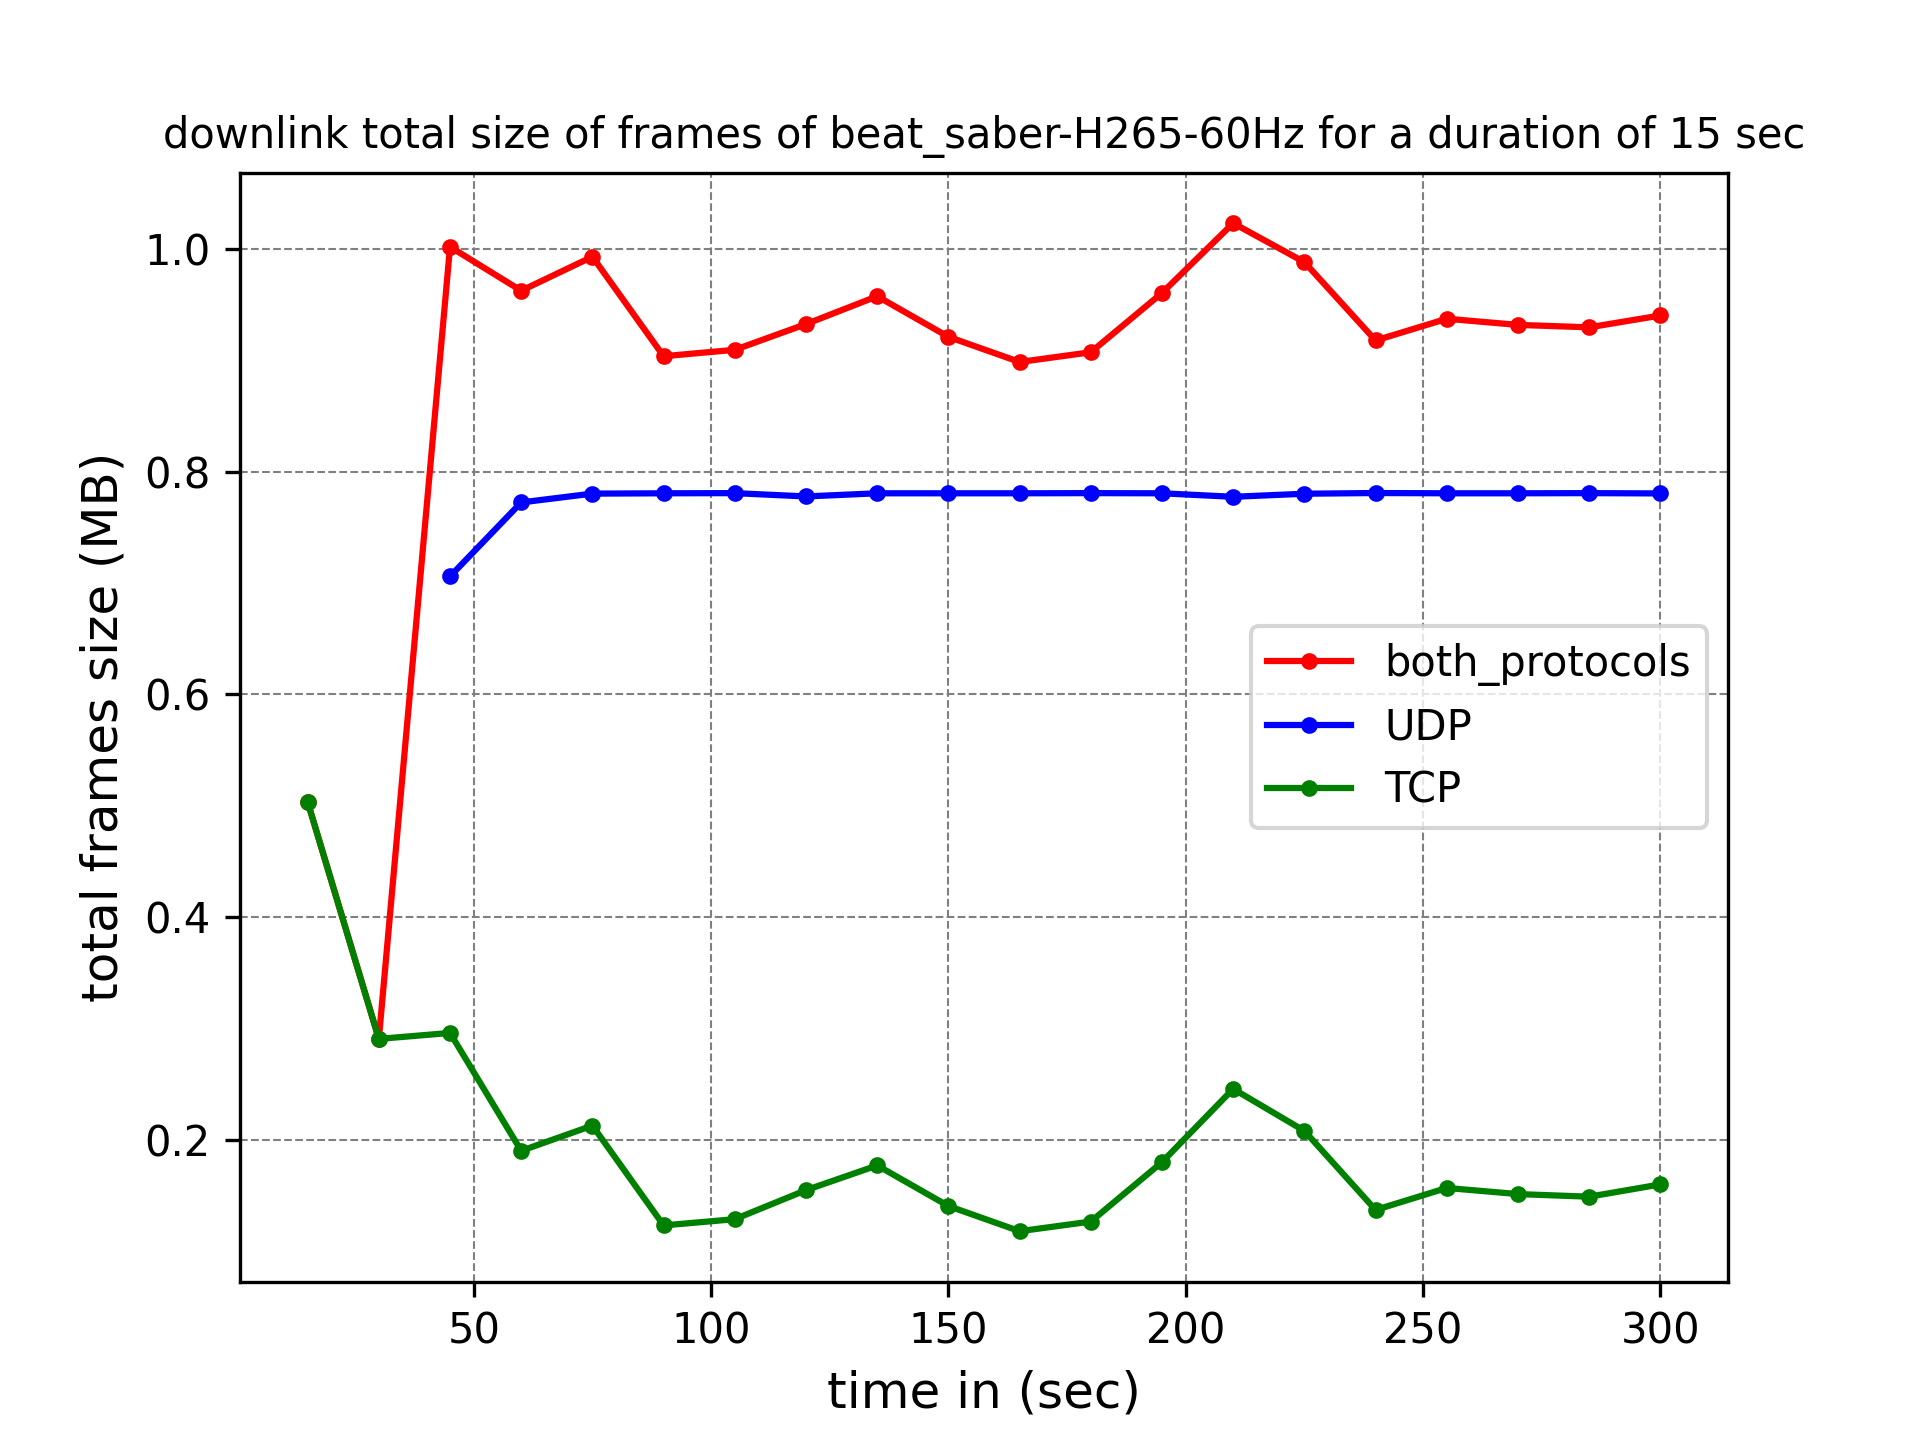 downlink total size of frames of beat_saber-H265-60Hz for a duration of 15 sec
total frames size (MB)
1.0
0.8
0.6
0.4
0.2
both_protocols
UDP
TCP
50 100 150 200 250 300
time in (sec)